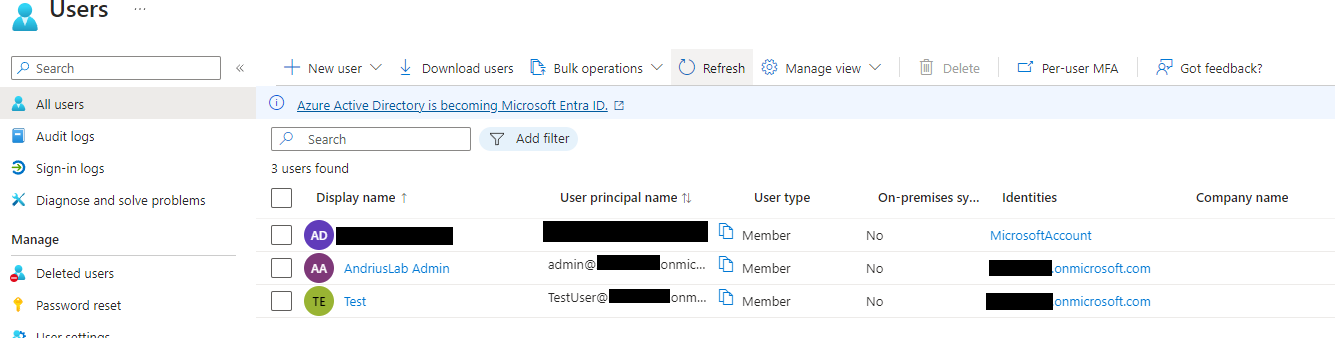 Users ...
Search «
New user Download users Bulk operations Refresh Manage view Delete Per-user MFA Got feedback?
All users
Audit logs
Sign-in logs
Diagnose and solve problems
Manage
Deleted users
Password reset
User settings
Azure Active Directory is becoming Microsoft Entra ID.
Search Add filter
3 users found
Display name ↑ User principal name ↑↓ User type On-premises sy... Identities Company name
AD Member No MicrosoftAccount
AA AndriusLab Admin admin@ onmic... Member No .onmicrosoft.com
TE Test TestUser@ onm... Member No .onmicrosoft.com